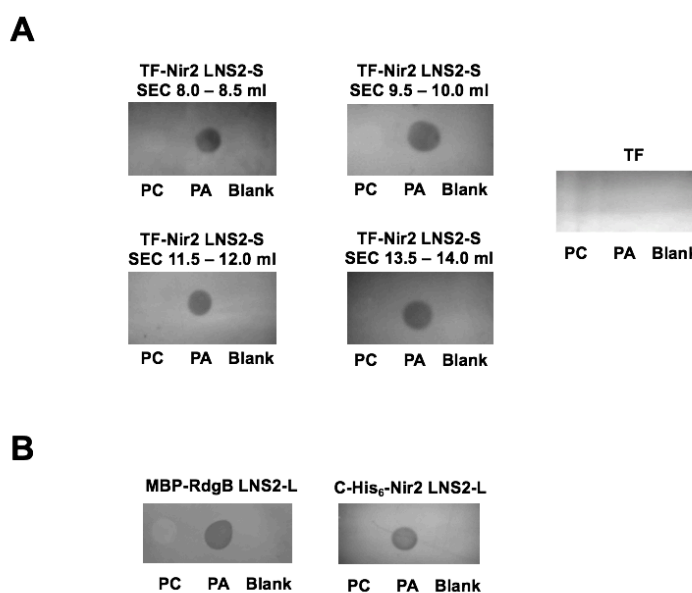 A
TF-Nir2 LNS2-S
SEC 8.0 – 8.5 ml
PC PA Blank
TF-Nir2 LNS2-S
SEC 9.5 – 10.0 ml
PC PA Blank
TF
PC PA Blank
TF-Nir2 LNS2-S
SEC 11.5 – 12.0 ml
PC PA Blank
TF-Nir2 LNS2-S
SEC 13.5 – 14.0 ml
PC PA Blank
B
MBP-RdgB LNS2-L
PC PA Blank
C-His₆-Nir2 LNS2-L
PC PA Blank